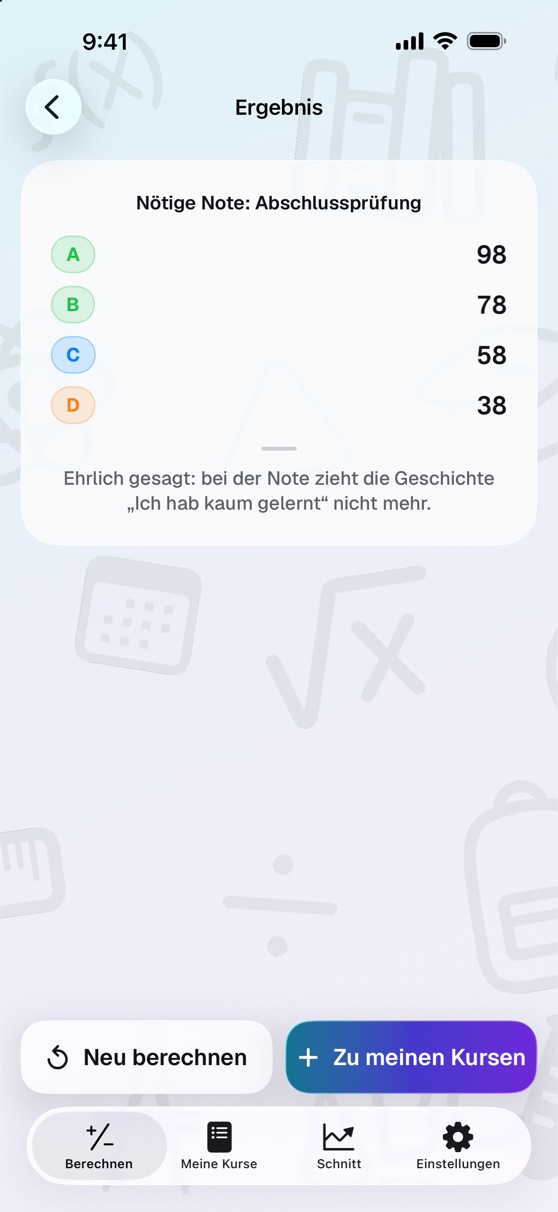 9:41
Ergebnis
Nötige Note: Abschlussprüfung
A 98
B 78
C 58
D 38
Ehrlich gesagt: bei der Note zieht die Geschichte
„Ich hab kaum gelernt“ nicht mehr.
Neu berechnen
Zu meinen Kursen
Berechnen
Meine Kurse
Schnitt
Einstellungen